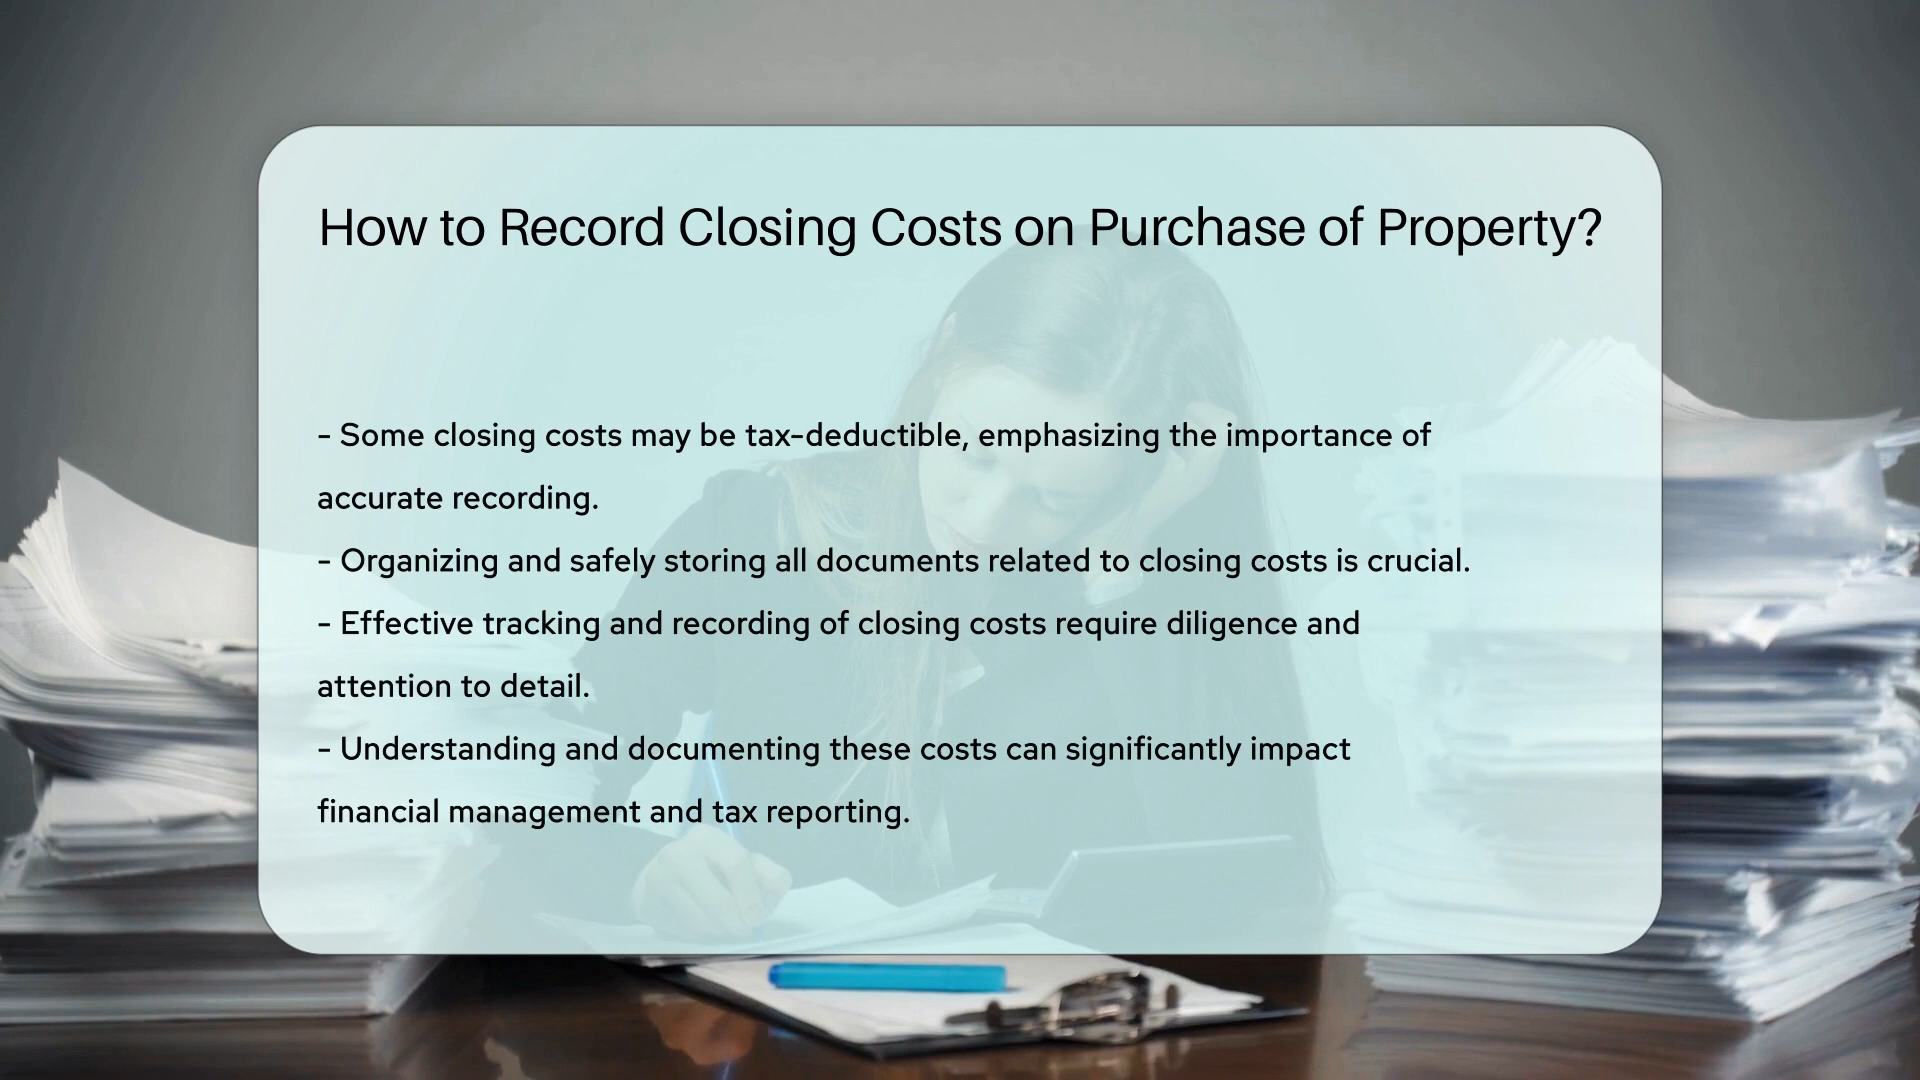 How to Record Closing Costs on Purchase of Property?
- Some closing costs may be tax-deductible, emphasizing the importance of
accurate recording.
- Organizing and safely storing all documents related to closing costs is crucial.
- Effective tracking and recording of closing costs require diligence and
attention to detail.
- Understanding and documenting these costs can significantly impact
financial management and tax reporting.